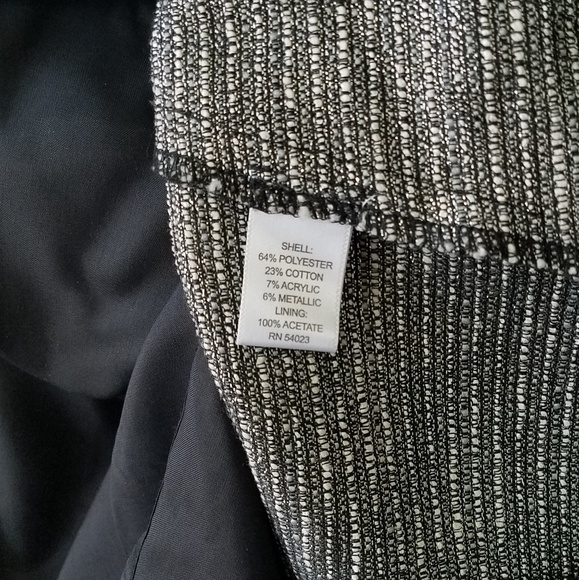 SHELL:
64% POLYESTER
23% COTTON
7% ACRYLIC
6% METALLIC
LINING:
100% ACETATE
RN 54023